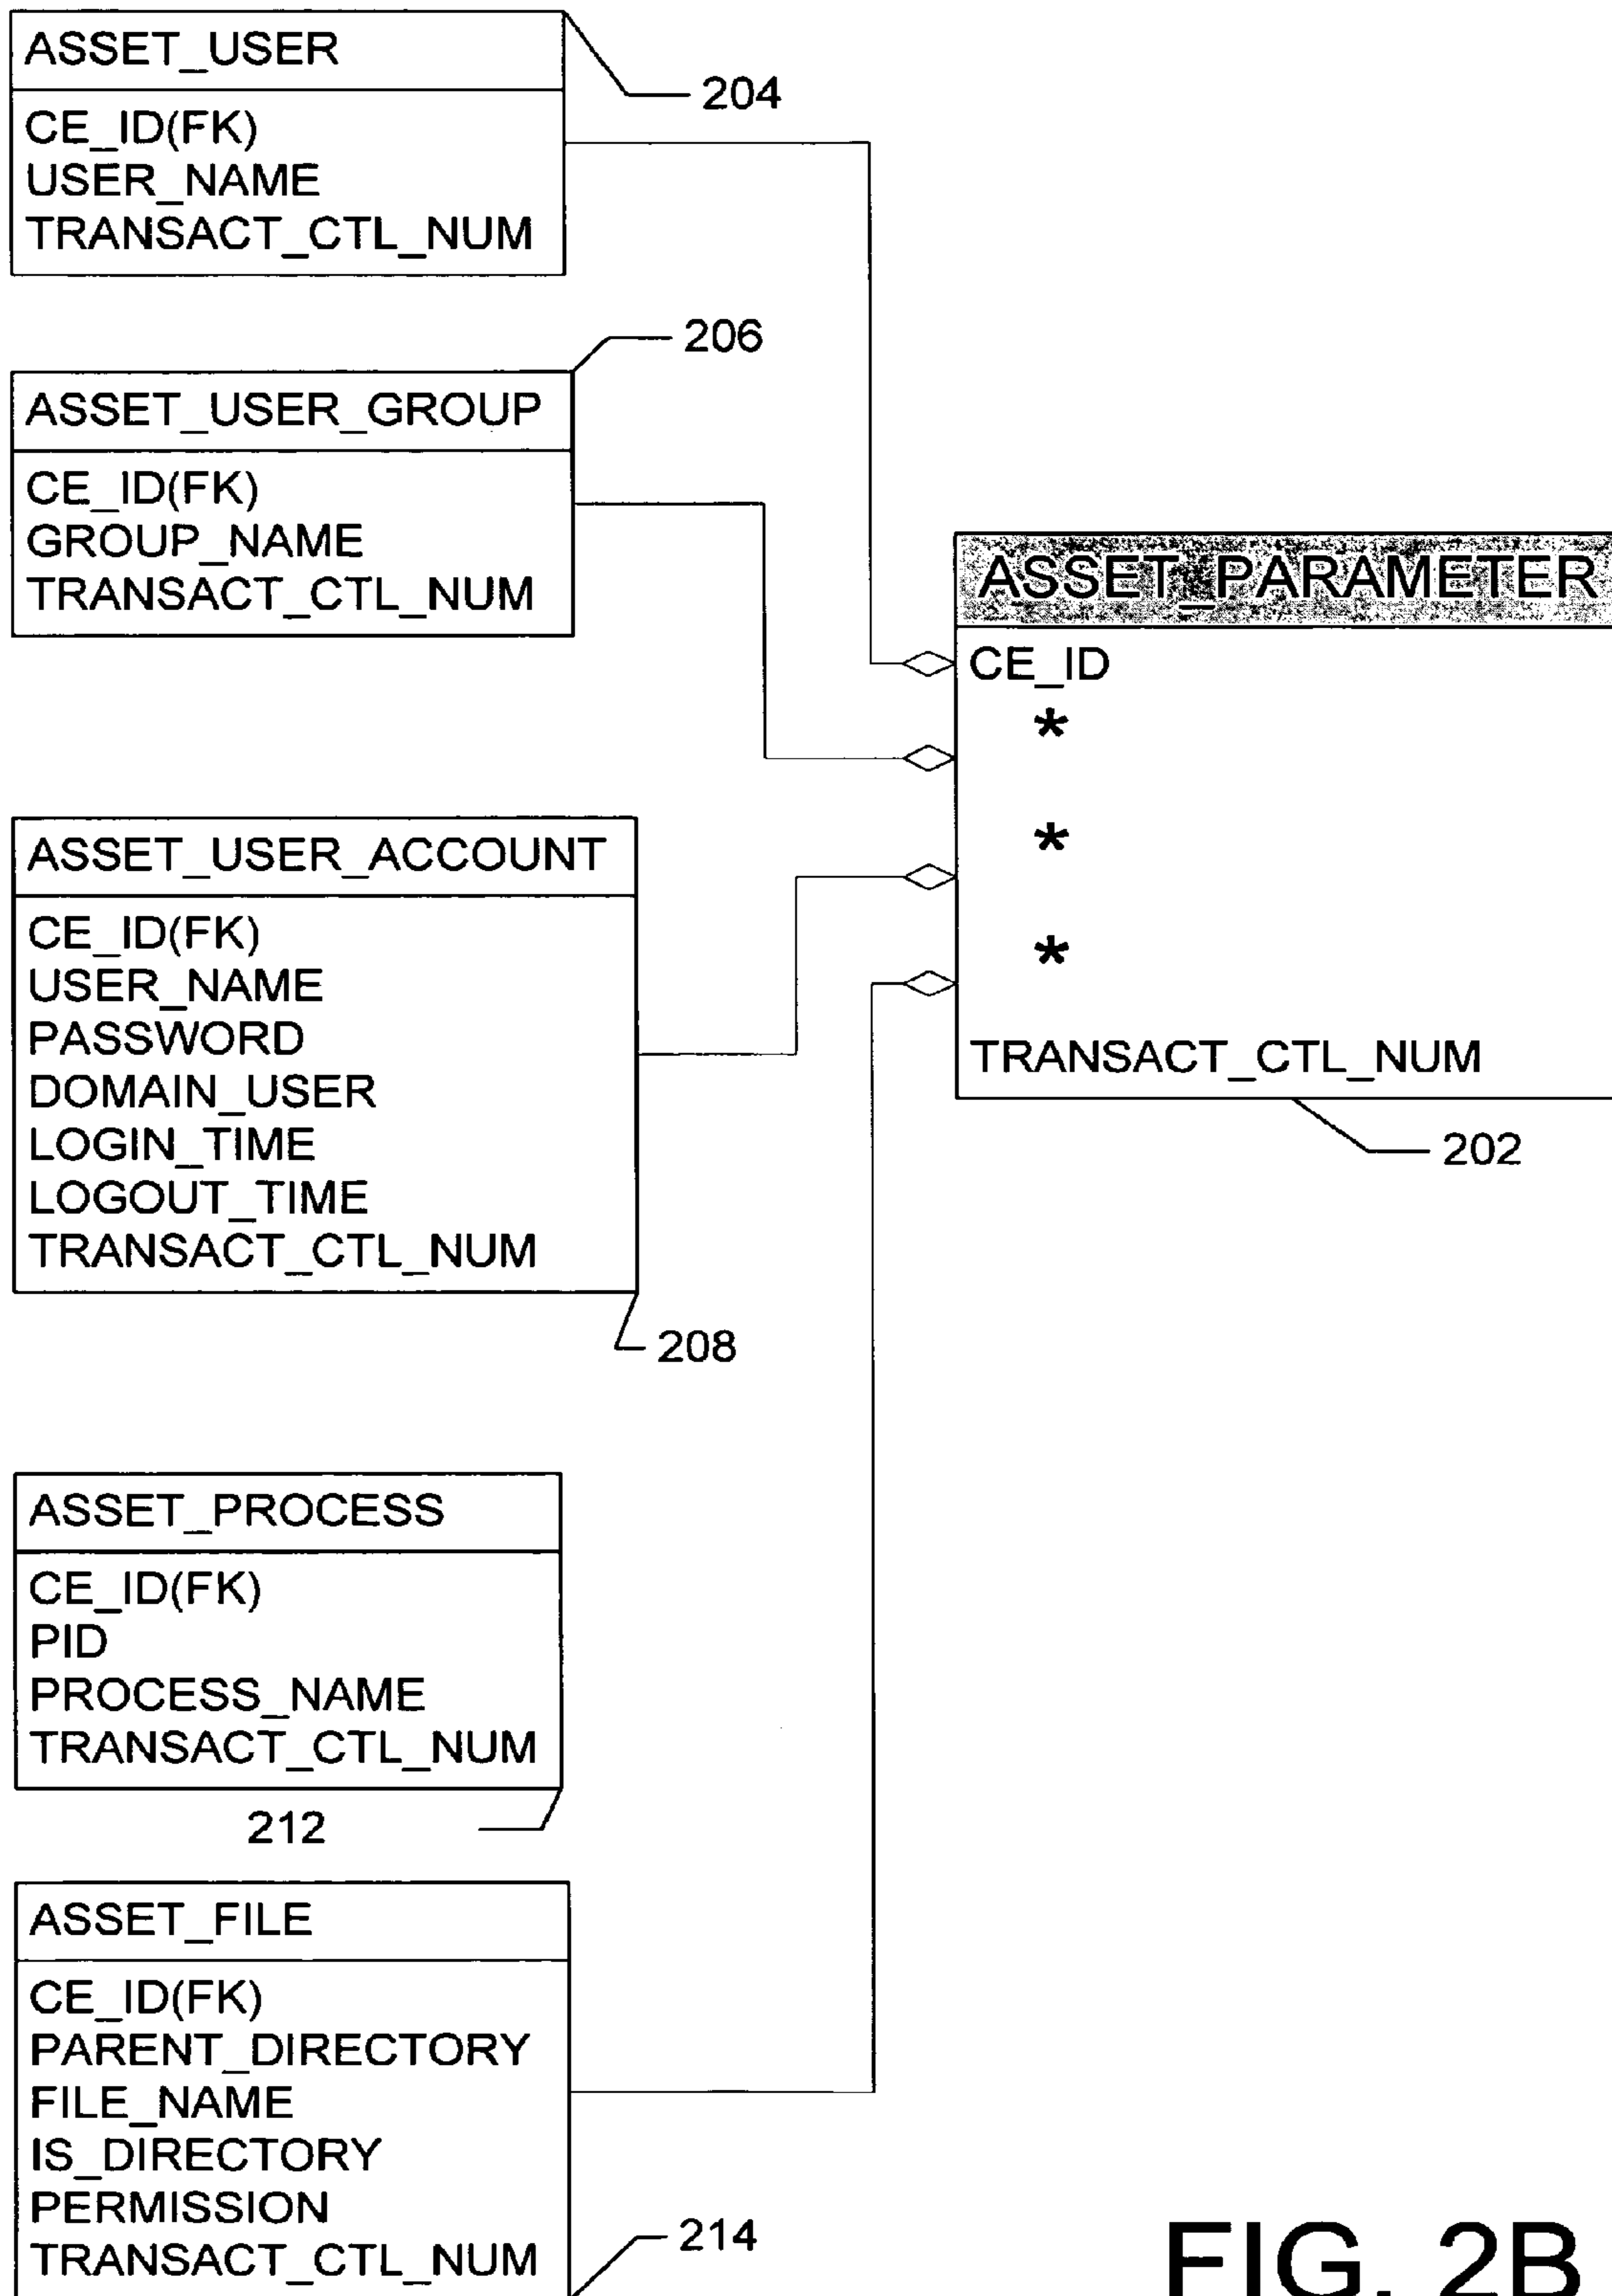 ASSET_USER
CE_ID(FK)
USER_NAME
TRANSACT_CTL_NUM
204
ASSET_USER_GROUP
CE_ID(FK)
GROUP_NAME
TRANSACT_CTL_NUM
206
ASSET_USER_ACCOUNT
CE_ID(FK)
USER_NAME
PASSWORD
DOMAIN_USER
LOGIN_TIME
LOGOUT_TIME
TRANSACT_CTL_NUM
208
ASSET_PROCESS
CE_ID(FK)
PID
PROCESS_NAME
TRANSACT_CTL_NUM
212
ASSET_FILE
CE_ID(FK)
PARENT_DIRECTORY
FILE_NAME
IS_DIRECTORY
PERMISSION
TRANSACT_CTL_NUM
214
ASSET_PARAMETER
CE_ID
*
*
*
TRANSACT_CTL_NUM
202
FIG. 2B